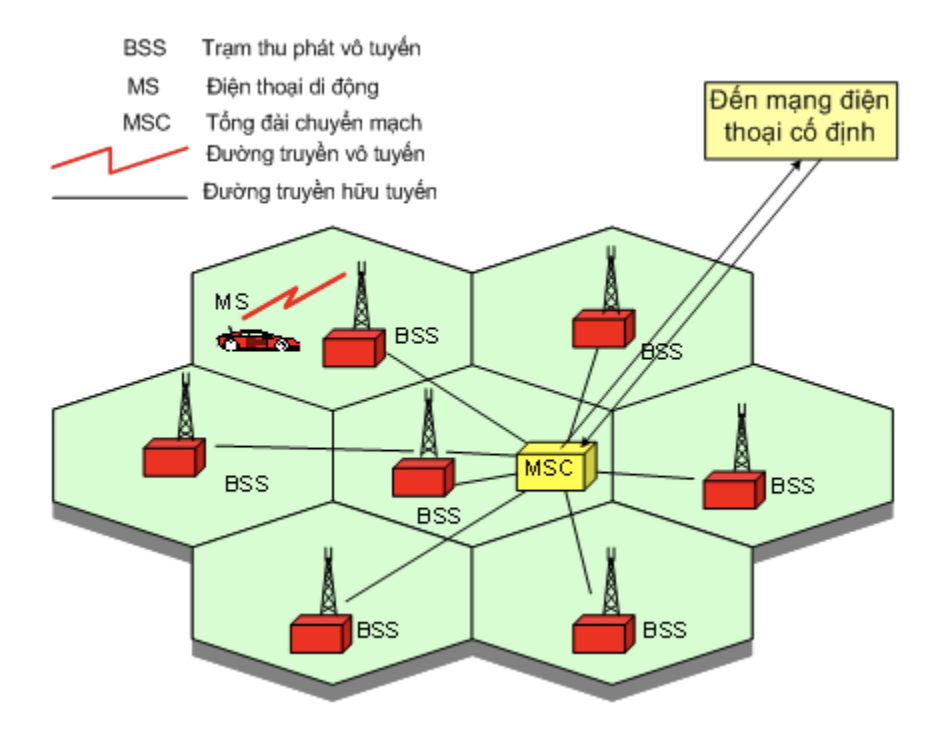 BSS Trạm thu phát vô tuyến
MS Điện thoại di động
MSC Tổng đài chuyển mạch
Đường truyền vô tuyến
Đường truyền hữu tuyến
Đến mạng điện
thoại cố định
MS
BSS
BSS
MSC
BSS
BSS
BSS
BSS
BSS